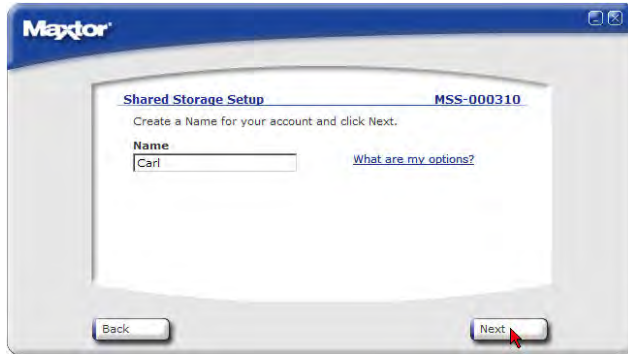 Maxtor
Shared Storage Setup MSS-000310
Create a Name for your account and click Next.
Name
Carl What are my options?
Back Next